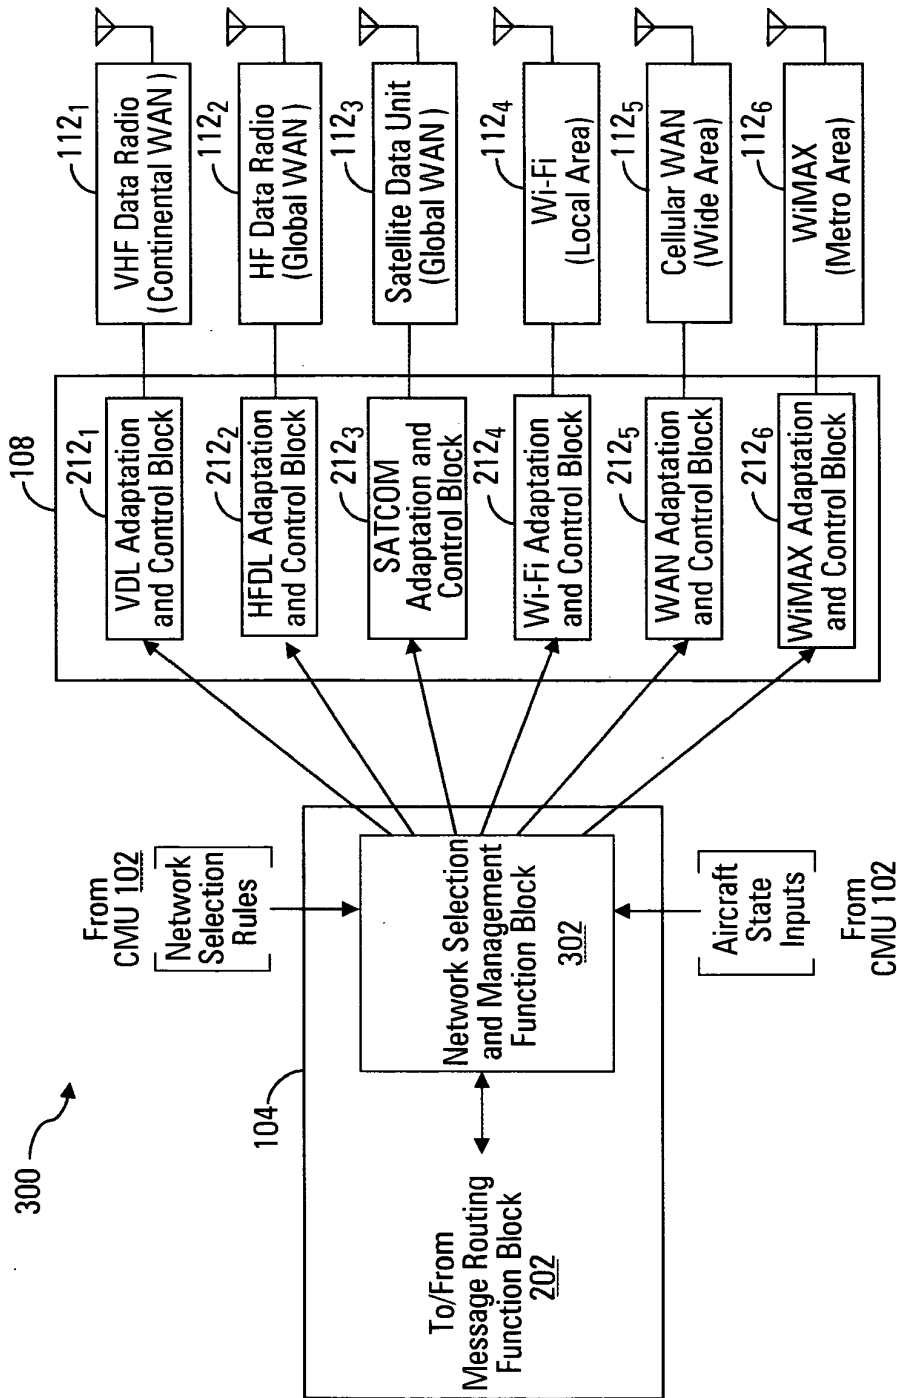 300
104
To/From
Message Routing
Function Block
202
From
CMU 102
Network
Selection
Rules
Network Selection
and Management
Function Block
302
Aircraft
State
Inputs
From
CMU 102
108
212₁
VDL Adaptation
and Control Block
212₂
HFDL Adaptation
and Control Block
212₃
SATCOM
Adaptation and
Control Block
212₄
Wi-Fi Adaptation
and Control Block
212₅
WAN Adaptation
and Control Block
212₆
WiMAX Adaptation
and Control Block
112₁
VHF Data Radio
(Continental WAN)
112₂
HF Data Radio
(Global WAN)
112₃
Satellite Data Unit
(Global WAN)
112₄
Wi-Fi
(Local Area)
112₅
Cellular WAN
(Wide Area)
112₆
WiMAX
(Metro Area)